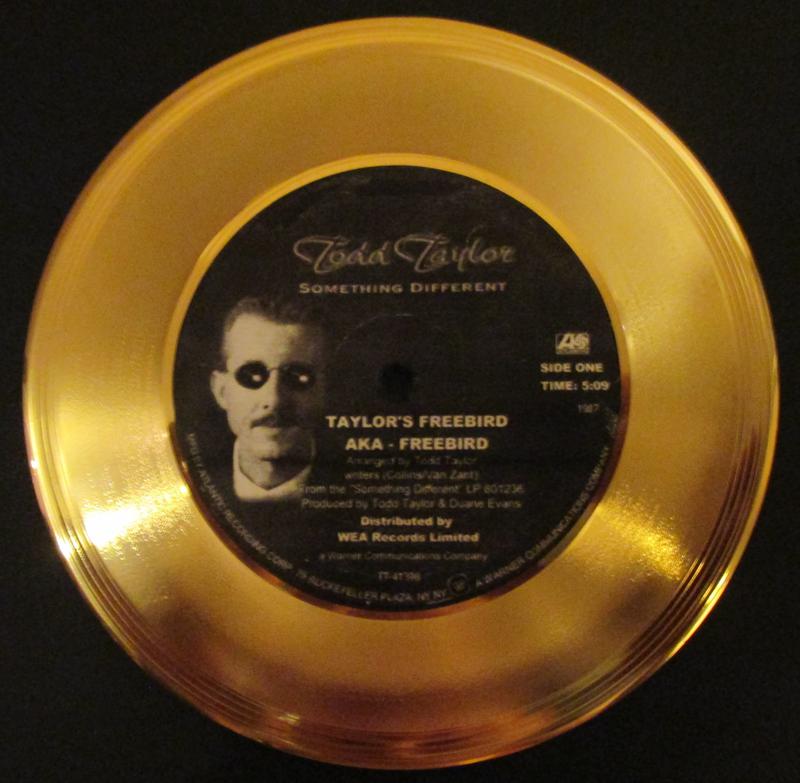 Todd Taylor
SOMETHING DIFFERENT
SIDE ONE
TIME: 5:09
1987
TAYLOR'S FREEBIRD
AKA - FREEBIRD
Arranged by Todd Taylor
writers (Collins/Van Zant)
From the "Something Different" LP 801236
Produced by Todd Taylor & Duane Evans
Distributed by
WEA Records Limited
a Warner Communications Company
ATLANTIC RECORDING CORP. 75 ROCKEFELLER PLAZA, NY, NY A WARNER COMMUNICATIONS COMPANY